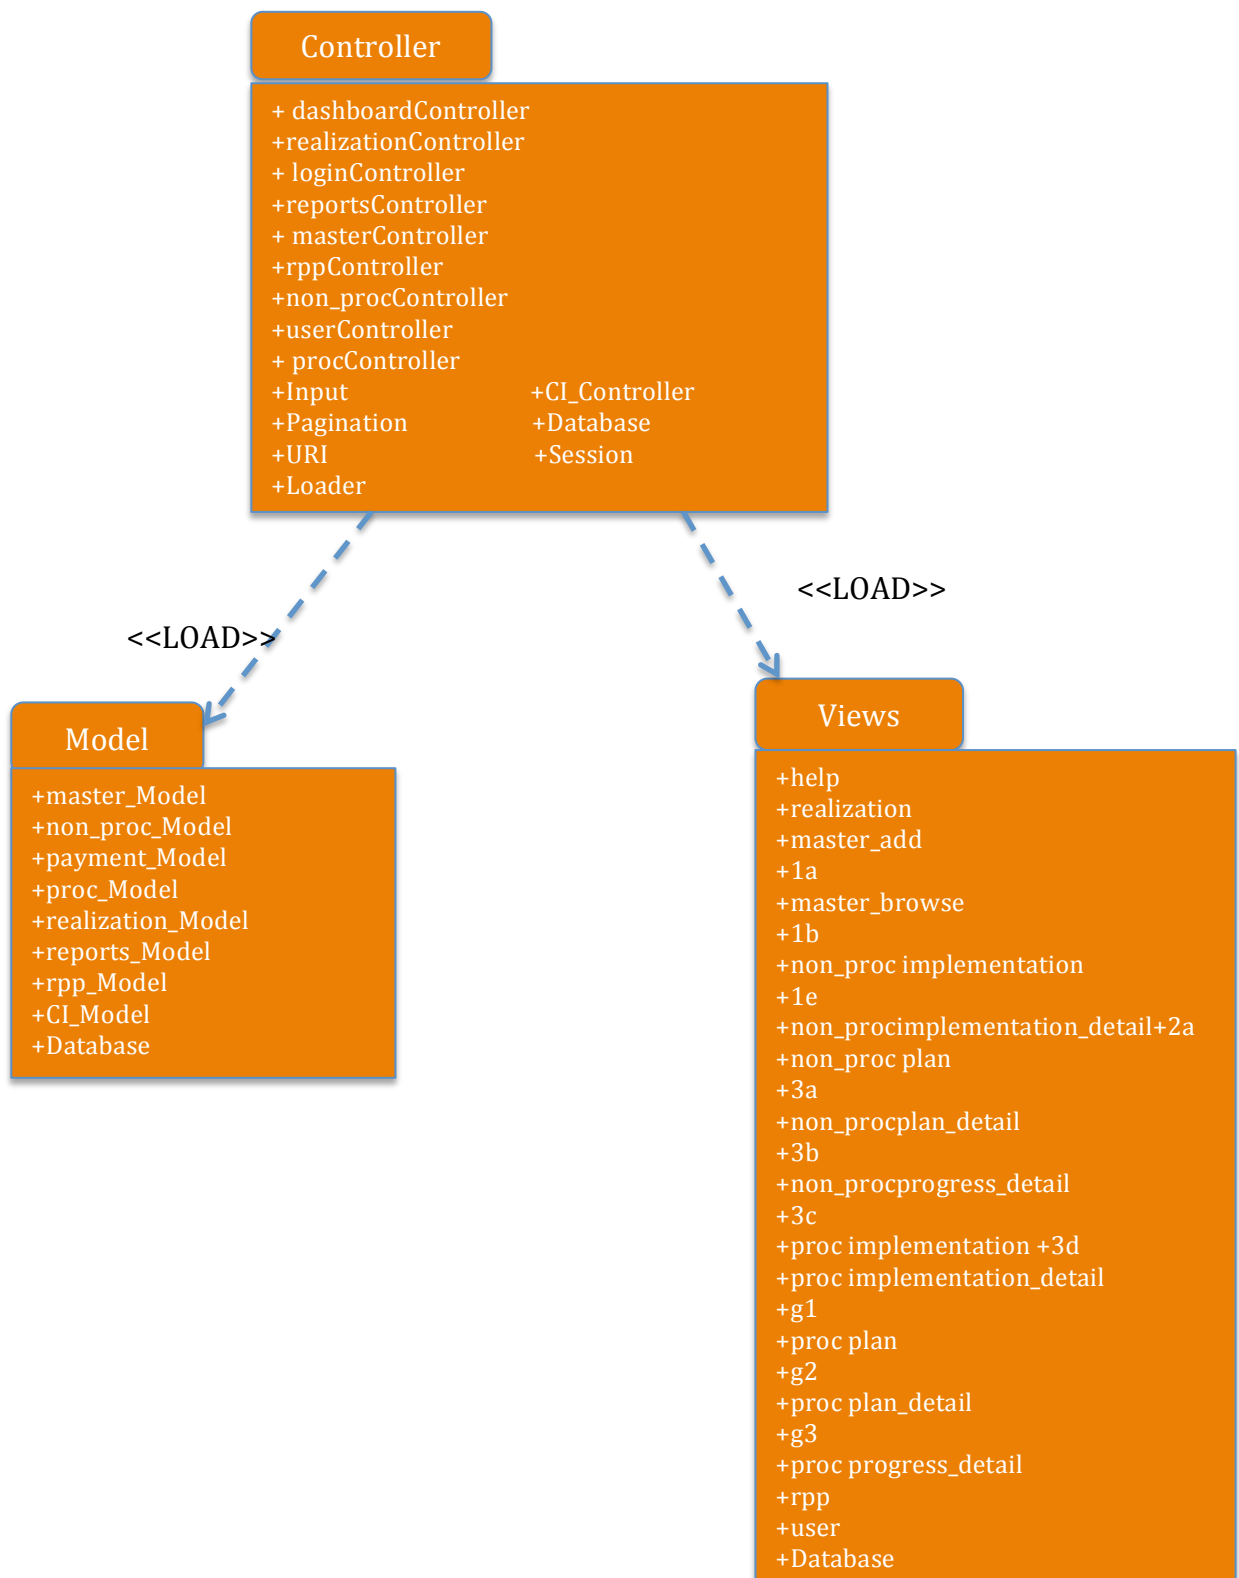 Controller
+ dashboardController
+realizationController
+ loginController
+reportsController
+ masterController
+rppController
+non_procController
+userController
+ procController
+Input +CI_Controller
+Pagination +Database
+URI +Session
+Loader
<<LOAD>>
<<LOAD>>
Model
+master_Model
+non_proc_Model
+payment_Model
+proc_Model
+realization_Model
+reports_Model
+rpp_Model
+CI_Model
+Database
Views
+help
+realization
+master_add
+1a
+master_browse
+1b
+non_proc implementation
+1e
+non_procimplementation_detail+2a
+non_proc plan
+3a
+non_procplan_detail
+3b
+non_procprogress_detail
+3c
+proc implementation +3d
+proc implementation_detail
+g1
+proc plan
+g2
+proc plan_detail
+g3
+proc progress_detail
+rpp
+user
+Database